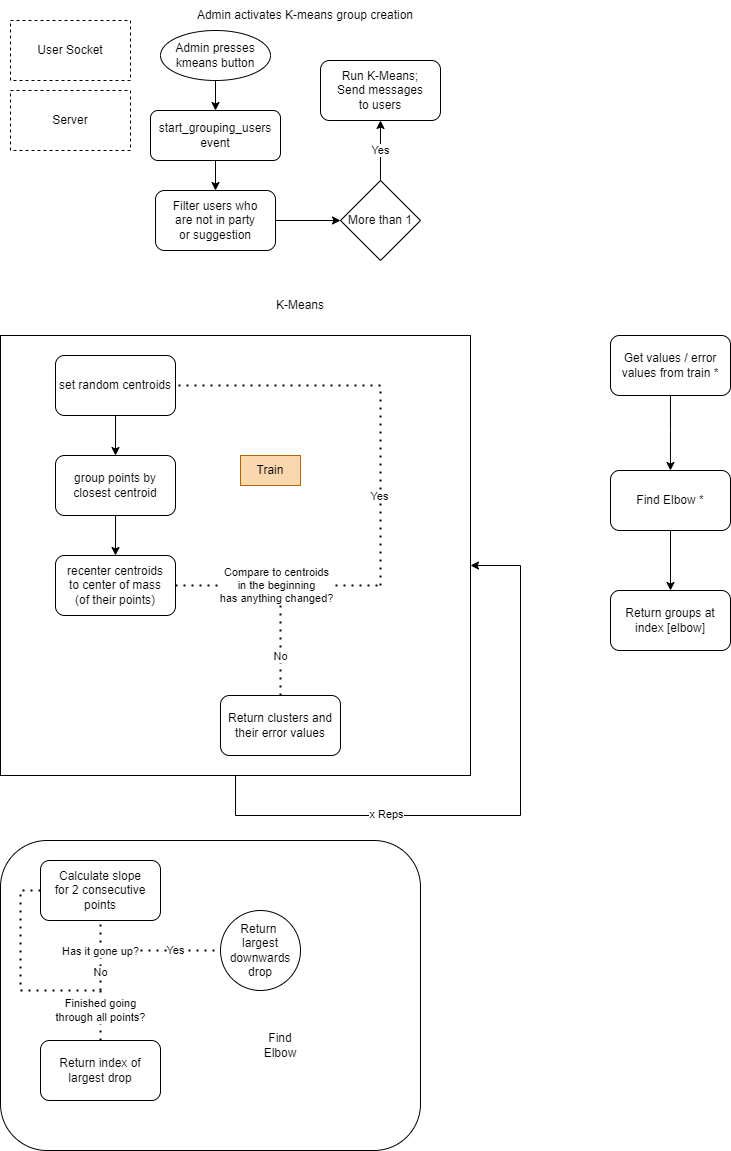 Admin activates K-means group creation
User Socket
Server
Admin presses
kmeans button
start_grouping_users
event
Filter users who
are not in party
or suggestion
More than 1
Yes
Run K-Means;
Send messages
to users
K-Means
set random centroids
group points by
closest centroid
recenter centroids
to center of mass
(of their points)
Train
Compare to centroids
in the beginning
has anything changed?
Yes
No
Return clusters and
their error values
x Reps
Get values / error
values from train *
Find Elbow *
Return groups at
index [elbow]
Calculate slope
for 2 consecutive
points
Has it gone up?
Yes
Return
largest
downwards
drop
No
Finished going
through all points?
Return index of
largest drop
Find
Elbow